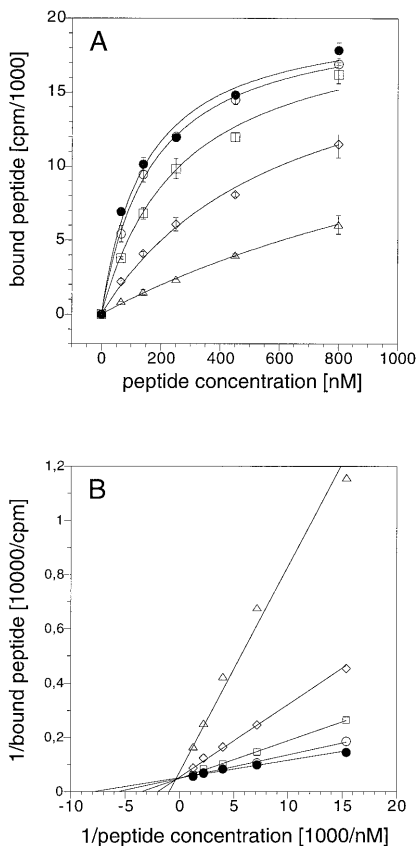 A
bound peptide [cpm/1000]
20
15
10
5
0
0 200 400 600 800 1000
peptide concentration [nM]
B
1/bound peptide [10000/cpm]
1,2
1
0,8
0,6
0,4
0,2
0
-10 -5 0 5 10 15 20
1/peptide concentration [1000/nM]